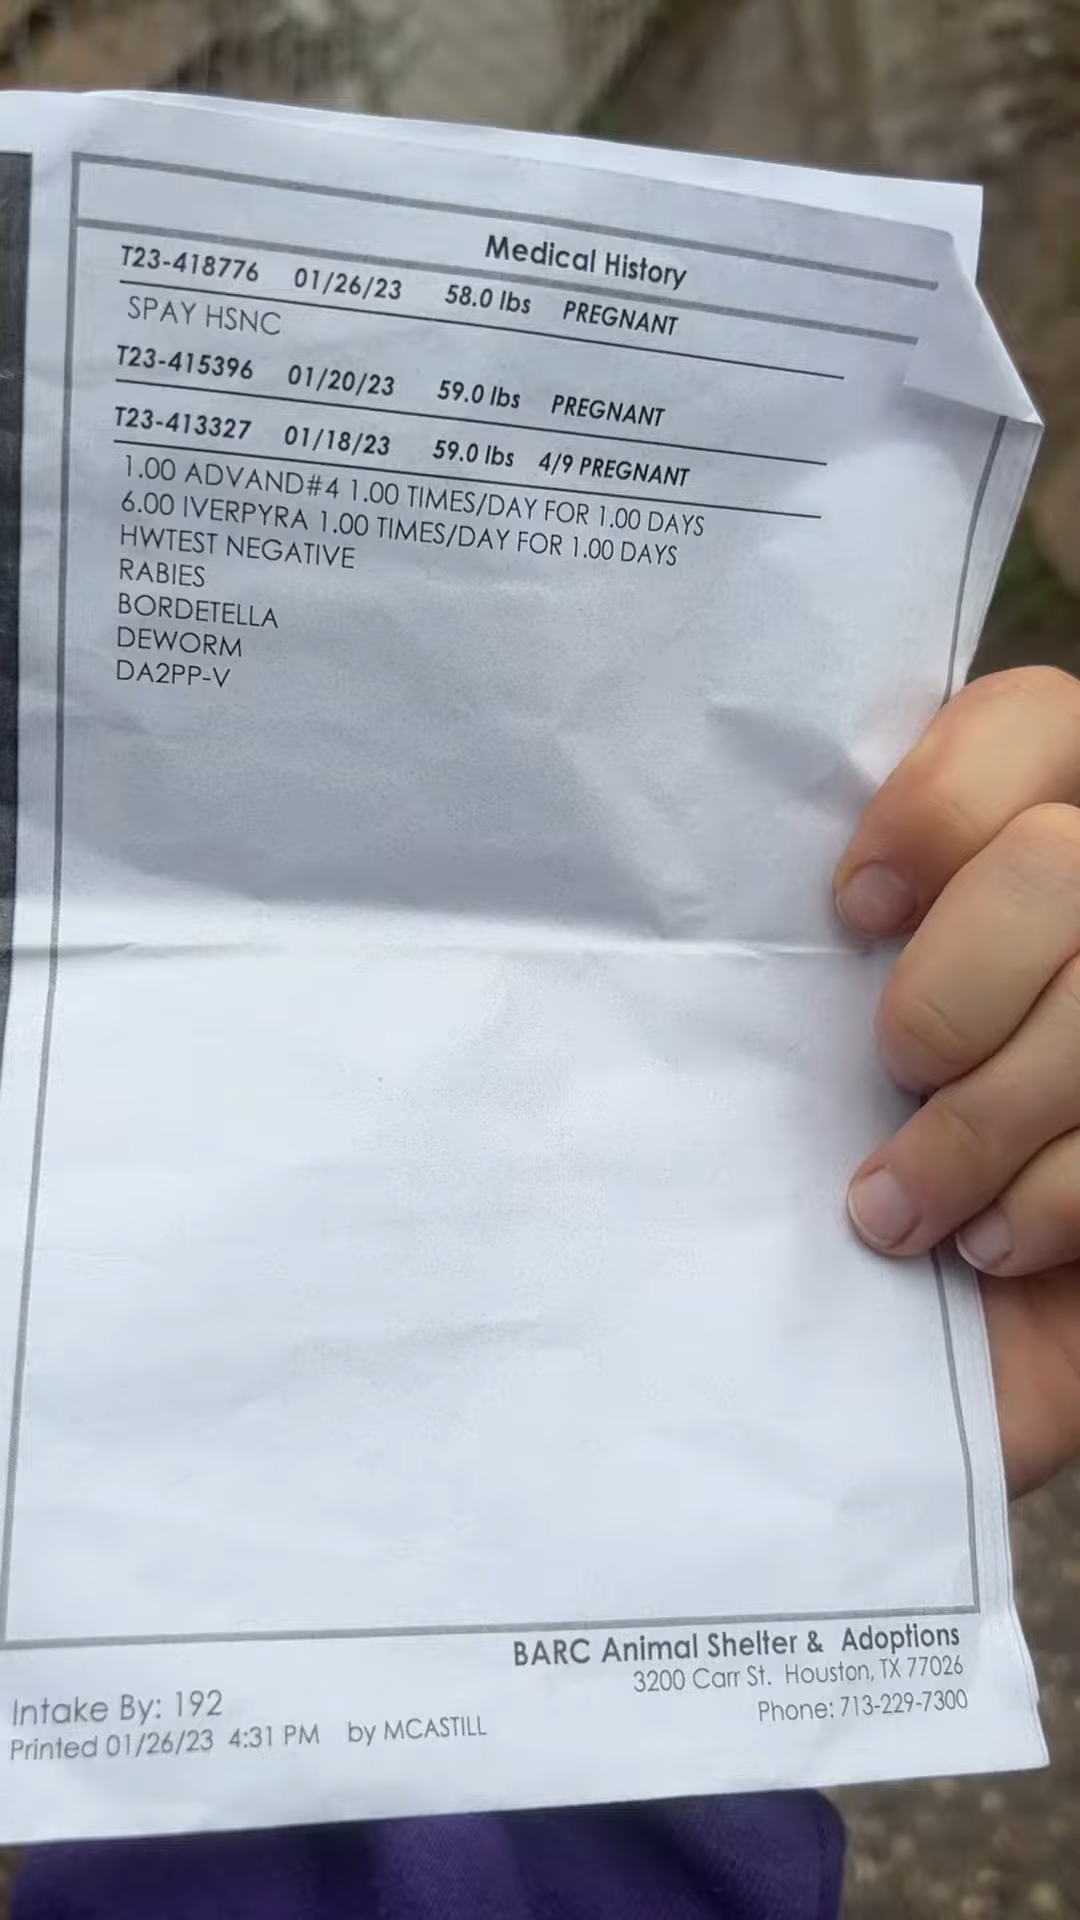 Medical History
T23-418776 01/26/23 58.0 lbs PREGNANT
SPAY HSNC
T23-415396 01/20/23 59.0 lbs PREGNANT
T23-413327 01/18/23 59.0 lbs 4/9 PREGNANT
1.00 ADVAND#4 1.00 TIMES/DAY FOR 1.00 DAYS
6.00 IVERPYRA 1.00 TIMES/DAY FOR 1.00 DAYS
HWTEST NEGATIVE
RABIES
BORDETELLA
DEWORM
DA2PP-V
BARC Animal Shelter & Adoptions
3200 Carr St. Houston, TX 77026
Phone: 713-229-7300
Intake By: 192
Printed 01/26/23 4:31 PM by MCASTILL